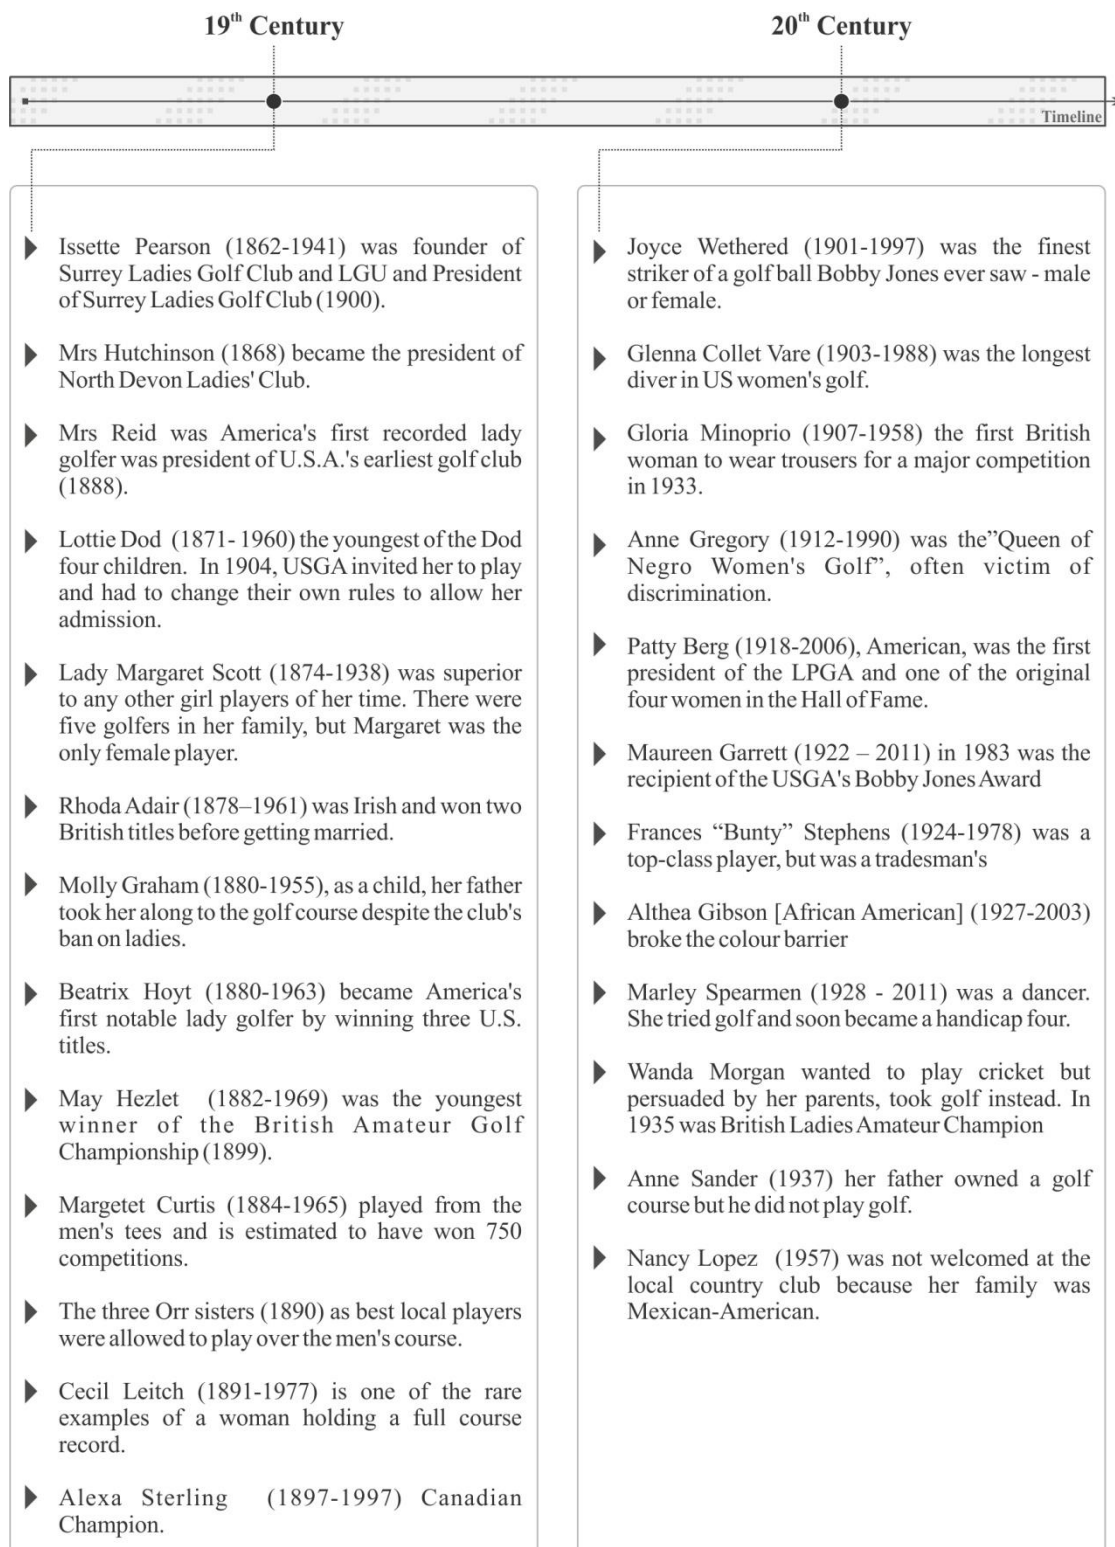 19th Century
20th Century
Timeline
Issette Pearson (1862-1941) was founder of
Surrey Ladies Golf Club and LGU and President
of Surrey Ladies Golf Club (1900).
Mrs Hutchinson (1868) became the president of
North Devon Ladies' Club.
Mrs Reid was America's first recorded lady
golfer was president of U.S.A.'s earliest golf club
(1888).
Lottie Dod (1871- 1960) the youngest of the Dod
four children. In 1904, USGA invited her to play
and had to change their own rules to allow her
admission.
Lady Margaret Scott (1874-1938) was superior
to any other girl players of her time. There were
five golfers in her family, but Margaret was the
only female player.
Rhoda Adair (1878–1961) was Irish and won two
British titles before getting married.
Molly Graham (1880-1955), as a child, her father
took her along to the golf course despite the club's
ban on ladies.
Beatrix Hoyt (1880-1963) became America's
first notable lady golfer by winning three U.S.
titles.
May Hezlet (1882-1969) was the youngest
winner of the British Amateur Golf
Championship (1899).
Margetet Curtis (1884-1965) played from the
men's tees and is estimated to have won 750
competitions.
The three Orr sisters (1890) as best local players
were allowed to play over the men's course.
Cecil Leitch (1891-1977) is one of the rare
examples of a woman holding a full course
record.
Alexa Sterling (1897-1997) Canadian
Champion.
Joyce Wethered (1901-1997) was the finest
striker of a golf ball Bobby Jones ever saw - male
or female.
Glenna Collet Vare (1903-1988) was the longest
diver in US women's golf.
Gloria Minoprio (1907-1958) the first British
woman to wear trousers for a major competition
in 1933.
Anne Gregory (1912-1990) was the”Queen of
Negro Women's Golf”, often victim of
discrimination.
Patty Berg (1918-2006), American, was the first
president of the LPGA and one of the original
four women in the Hall of Fame.
Maureen Garrett (1922 – 2011) in 1983 was the
recipient of the USGA's Bobby Jones Award
Frances “Bunty” Stephens (1924-1978) was a
top-class player, but was a tradesman's
Althea Gibson [African American] (1927-2003)
broke the colour barrier
Marley Spearmen (1928 - 2011) was a dancer.
She tried golf and soon became a handicap four.
Wanda Morgan wanted to play cricket but
persuaded by her parents, took golf instead. In
1935 was British Ladies Amateur Champion
Anne Sander (1937) her father owned a golf
course but he did not play golf.
Nancy Lopez (1957) was not welcomed at the
local country club because her family was
Mexican-American.